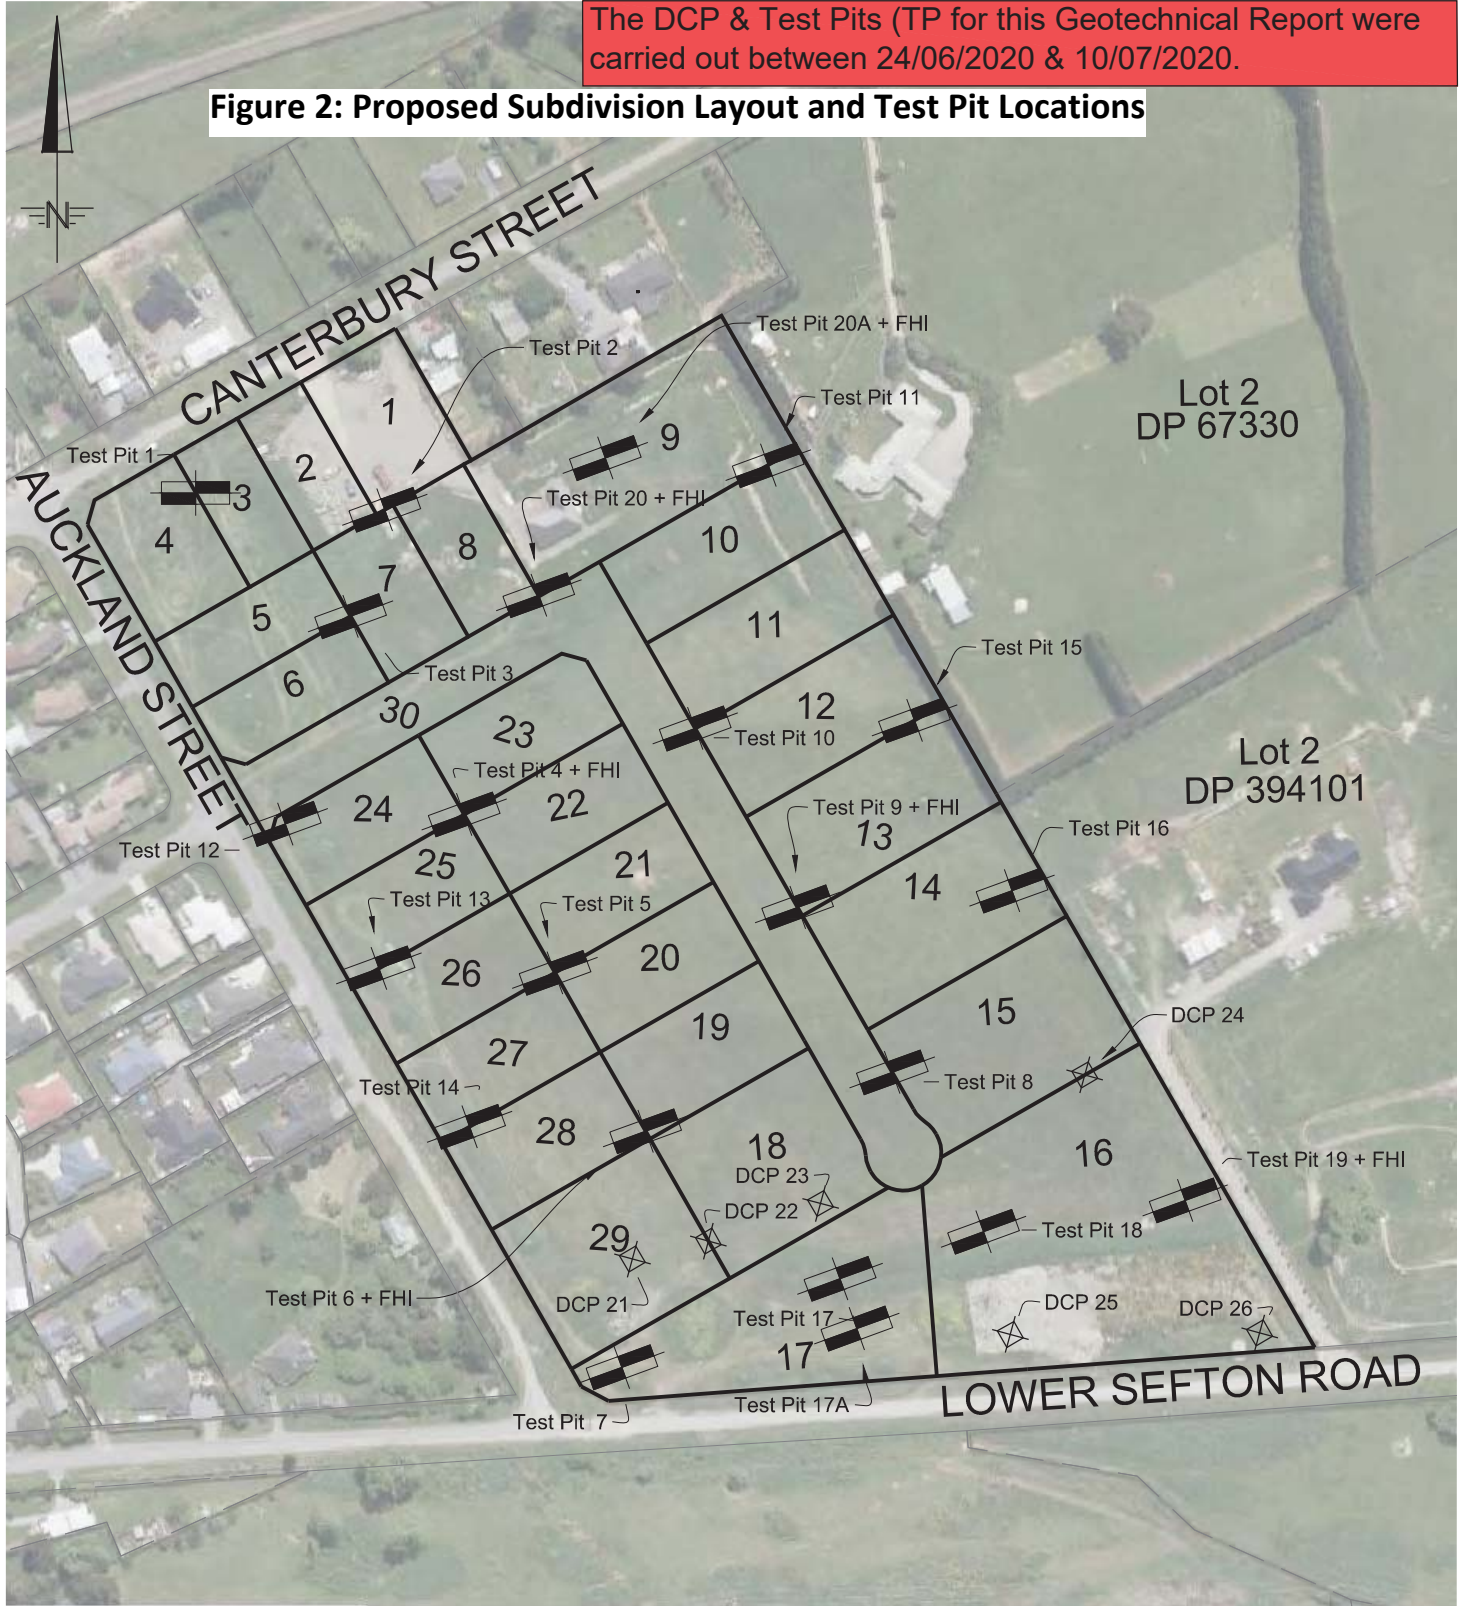 The DCP & Test Pits (TP for this Geotechnical Report were
carried out between 24/06/2020 & 10/07/2020.
Figure 2: Proposed Subdivision Layout and Test Pit Locations
N
CANTERBURY STREET
Test Pit 20A + FHI
Test Pit 2
Lot 2
DP 67330
Test Pit 11
1
9
Test Pit 1
2
3
Test Pit 20 + FHI
AUCKLAND STREET
4
8
10
7
5
11
Test Pit 15
Test Pit 3
6
30
12
23
Test Pit 10
Lot 2
DP 394101
Test Pit 4 + FHI
24
22
Test Pit 9 + FHI
13
Test Pit 16
Test Pit 12
25
21
14
Test Pit 13
Test Pit 5
26
20
15
DCP 24
19
27
Test Pit 14
Test Pit 8
28
18
16
Test Pit 19 + FHI
DCP 23
DCP 22
29
Test Pit 18
Test Pit 6 + FHI
DCP 21
DCP 25
DCP 26
Test Pit 17
17
LOWER SEFTON ROAD
Test Pit 17A
Test Pit 7